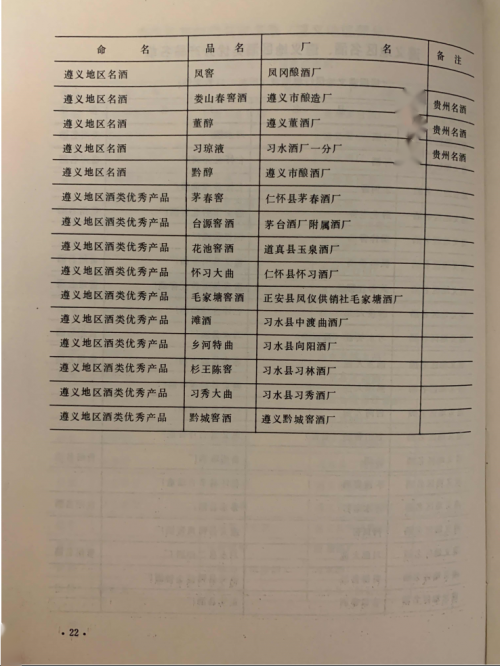 命 名 品 名 厂 名 备 注
遵义地区名酒 凤窖 凤冈酿酒厂
遵义地区名酒 娄山春窖酒 遵义市酿造厂 贵州名酒
遵义地区名酒 董醇 遵义董酒厂 贵州名酒
遵义地区名酒 习琼液 习水酒厂一分厂 贵州名酒
遵义地区名酒 黔醇 遵义市酿酒厂
遵义地区酒类优秀产品 茅春窖 仁怀县茅春酒厂
遵义地区酒类优秀产品 台源窖酒 茅台酒厂附属酒厂
遵义地区酒类优秀产品 花池窖酒 道真县玉泉酒厂
遵义地区酒类优秀产品 怀习大曲 仁怀县怀习酒厂
遵义地区酒类优秀产品 毛家塘窖酒 正安县凤仪供销社毛家塘酒厂
遵义地区酒类优秀产品 滩酒 习水县中渡曲酒厂
遵义地区酒类优秀产品 乡河特曲 习水县向阳酒厂
遵义地区酒类优秀产品 杉王陈窖 习水县习林酒厂
遵义地区酒类优秀产品 习秀大曲 习水县习秀酒厂
遵义地区酒类优秀产品 黔城窖酒 遵义黔城窖酒厂
· 22 ·